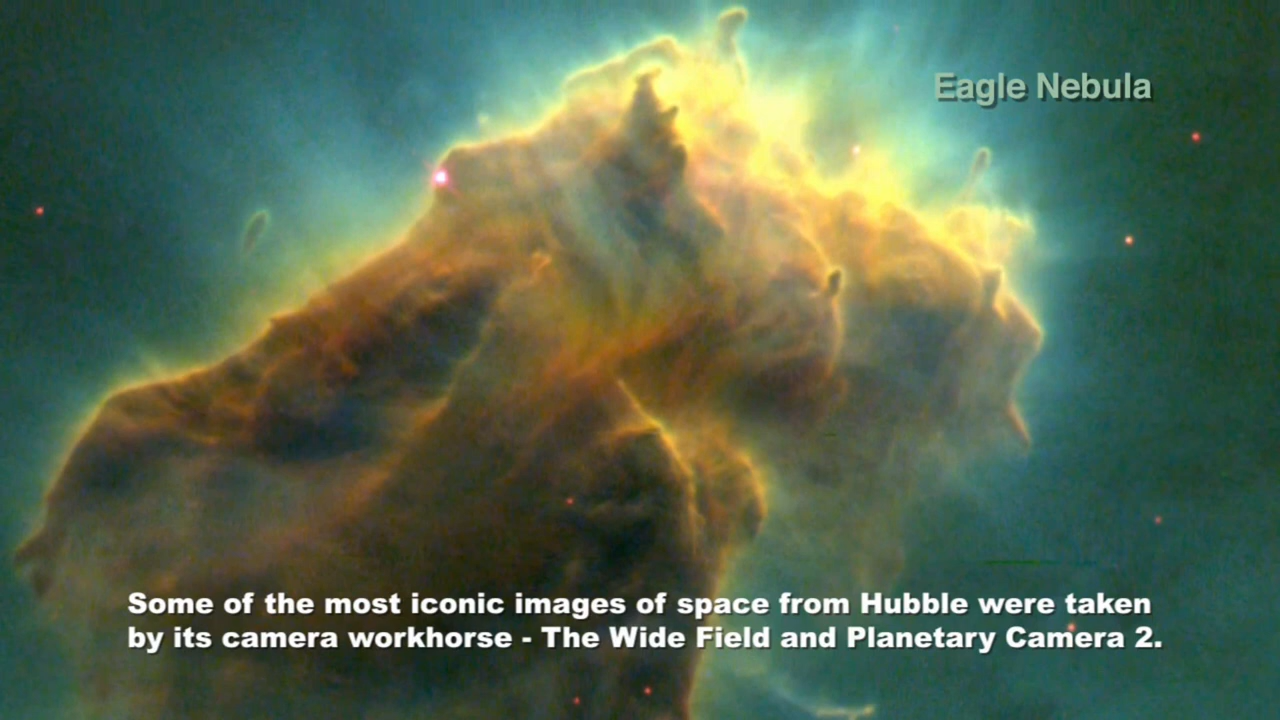 Eagle Nebula
Some of the most iconic images of space from Hubble were taken
by its camera workhorse - The Wide Field and Planetary Camera 2.